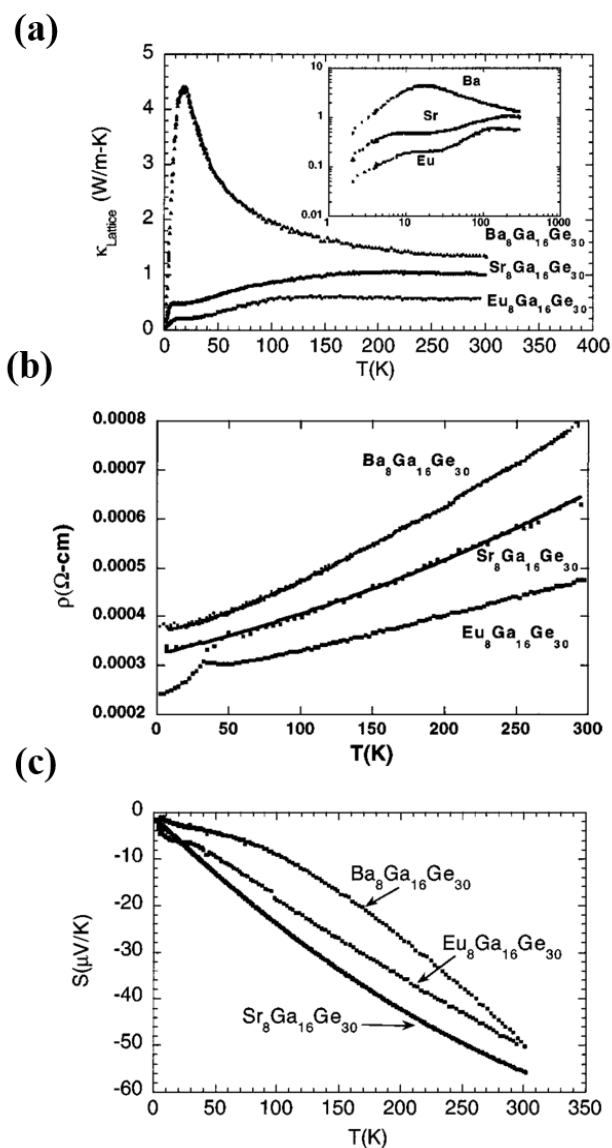 (a)
κLattice (W/m-K)
5
4
3
2
1
0
10
1
0.1
0.01
Ba
Sr
Eu
1 10 100 1000
Ba8Ga16Ge30
Sr8Ga16Ge30
Eu8Ga16Ge30
0 50 100 150 200 250 300 350 400
T(K)
(b)
ρ(Ω-cm)
0.0008
0.0007
0.0006
0.0005
0.0004
0.0003
0.0002
Ba8Ga16Ge30
Sr8Ga16Ge30
Eu8Ga16Ge30
0 50 100 150 200 250 300
T(K)
(c)
S(µV/K)
0
-10
-20
-30
-40
-50
-60
Ba8Ga16Ge30
Eu8Ga16Ge30
Sr8Ga16Ge30
0 50 100 150 200 250 300 350
T(K)